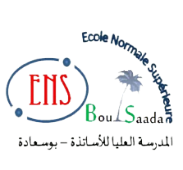 Ecole Normale Supérieure
ENS
Bou Saada
المدرسة العليا للأساتذة - بوسعادة